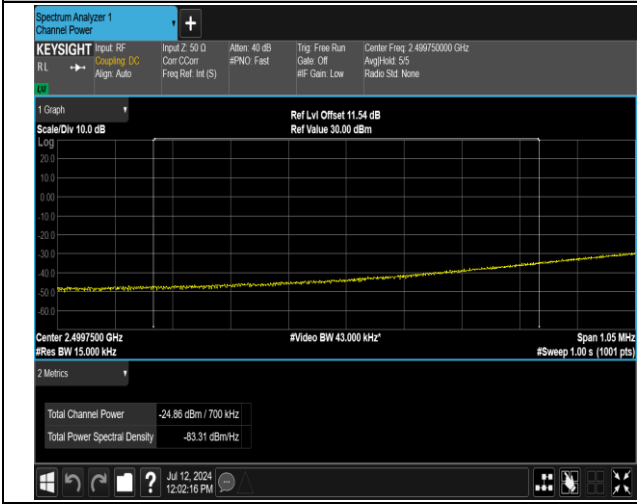 Spectrum Analyzer 1
Channel Power
+
KEYSIGHT Input: RF Input Z: 50 Ω Atten: 40 dB Trig: Free Run Center Freq: 2.499750000 GHz
RL Coupling: DC Corr CCorr #PNO: Fast Gate: Off Avg|Hold: 5/5
Align: Auto Freq Ref: Int (S) #IF Gain: Low Radio Std: None
1 Graph
Ref Lvl Offset 11.54 dB
Scale/Div 10.0 dB Ref Value 30.00 dBm
Log
20.0
10.0
0.00
-10.0
-20.0
-30.0
-40.0
-50.0
-60.0
Center 2.4997500 GHz #Video BW 43.000 kHz* Span 1.05 MHz
#Res BW 15.000 kHz #Sweep 1.00 s (1001 pts)
2 Metrics
Total Channel Power -24.86 dBm / 700 kHz
Total Power Spectral Density -83.31 dBm/Hz
? Jul 12, 2024
12:02:16 PM